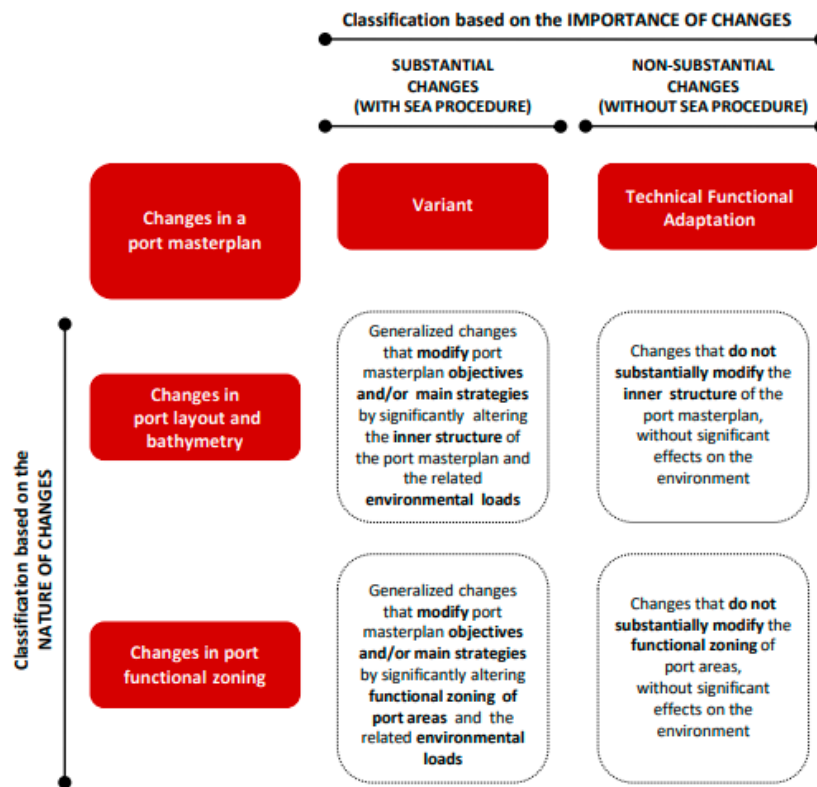 Classification based on the IMPORTANCE OF CHANGES
SUBSTANTIAL
CHANGES
(WITH SEA PROCEDURE)
NON-SUBSTANTIAL
CHANGES
(WITHOUT SEA PROCEDURE)
Changes in a
port masterplan
Variant
Technical Functional
Adaptation
Classification based on the
NATURE OF CHANGES
Changes in
port layout and
bathymetry
Generalized changes
that modify port
masterplan objectives
and/or main strategies
by significantly altering
the inner structure of
the port masterplan and
the related
environmental loads
Changes that do not
substantially modify the
inner structure of the
port masterplan,
without significant
effects on the
environment
Changes in port
functional zoning
Generalized changes
that modify port
masterplan objectives
and/or main strategies
by significantly altering
functional zoning of
port areas and the
related environmental
loads
Changes that do not
substantially modify the
functional zoning of
port areas,
without significant
effects on the
environment